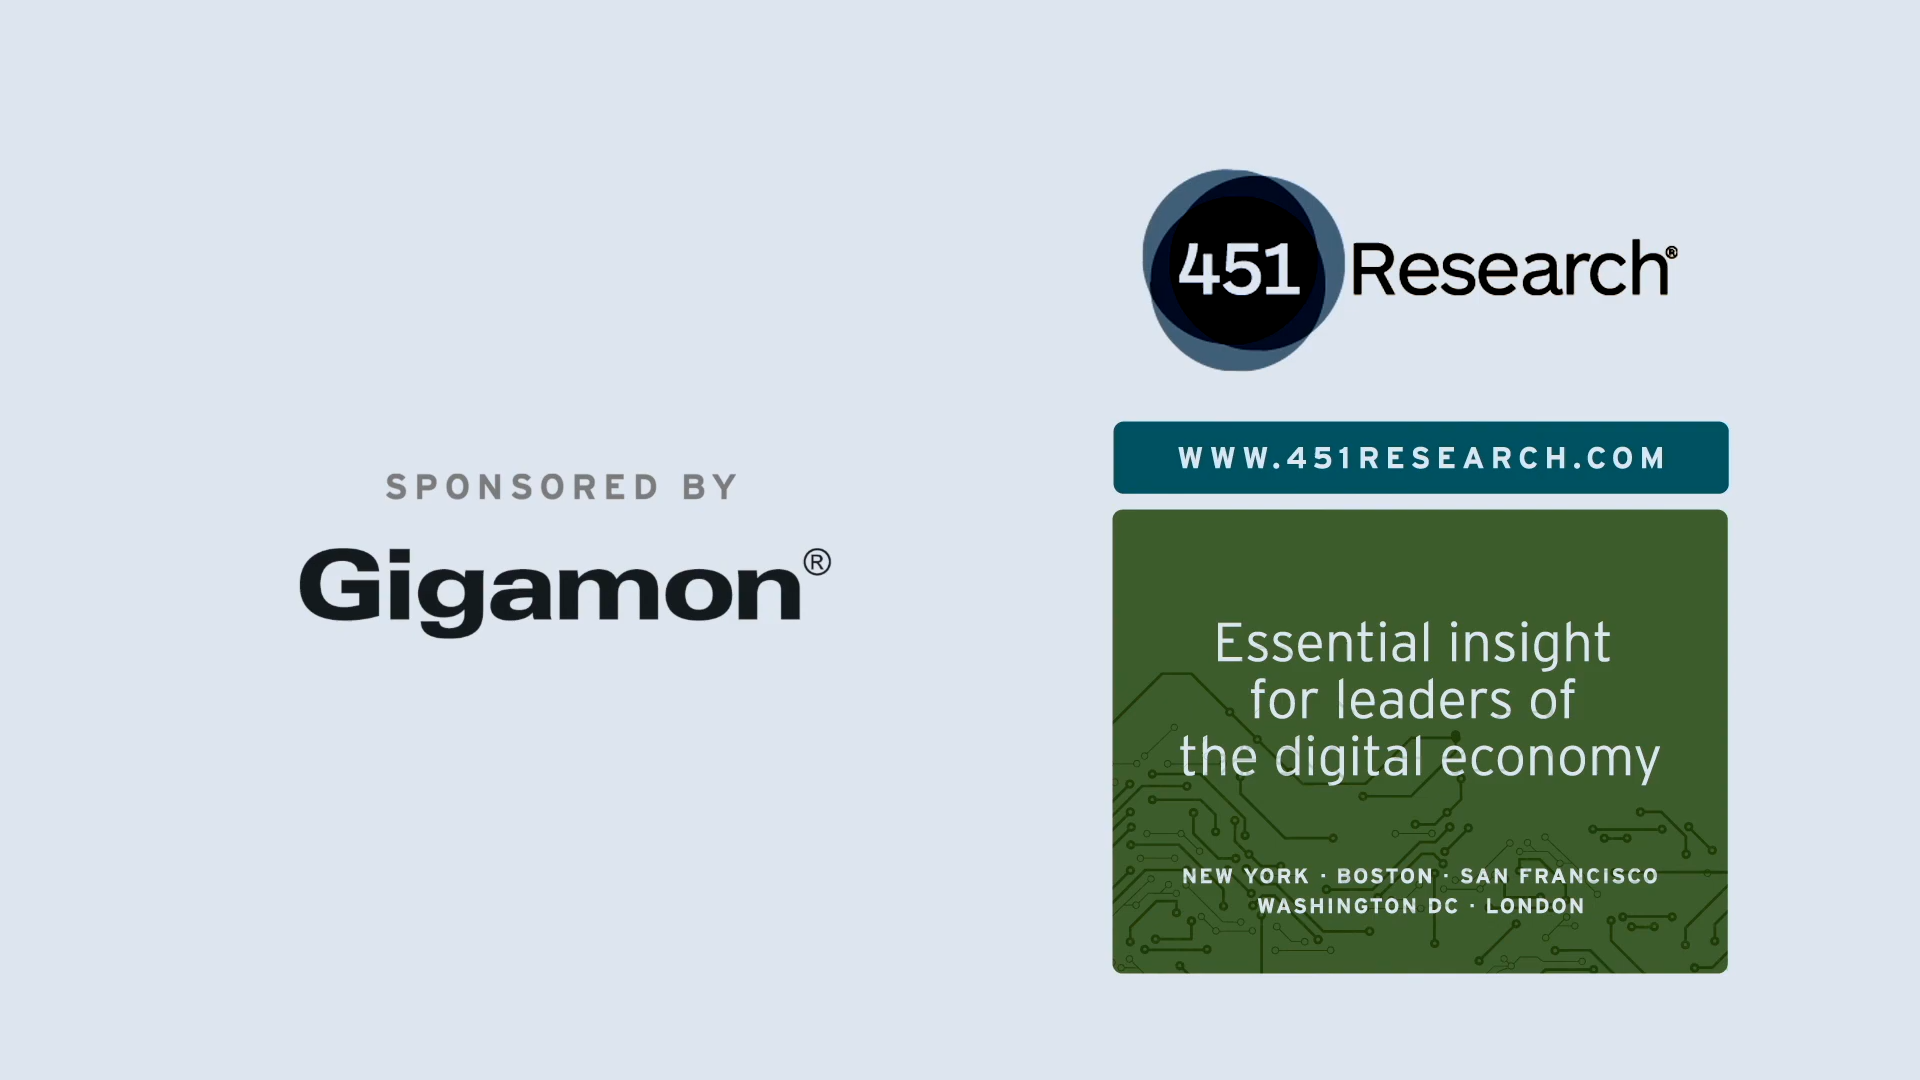 SPONSORED BY
Gigamon®
451 Research®
WWW.451RESEARCH.COM
Essential insight
for leaders of
the digital economy
NEW YORK · BOSTON · SAN FRANCISCO
WASHINGTON DC · LONDON